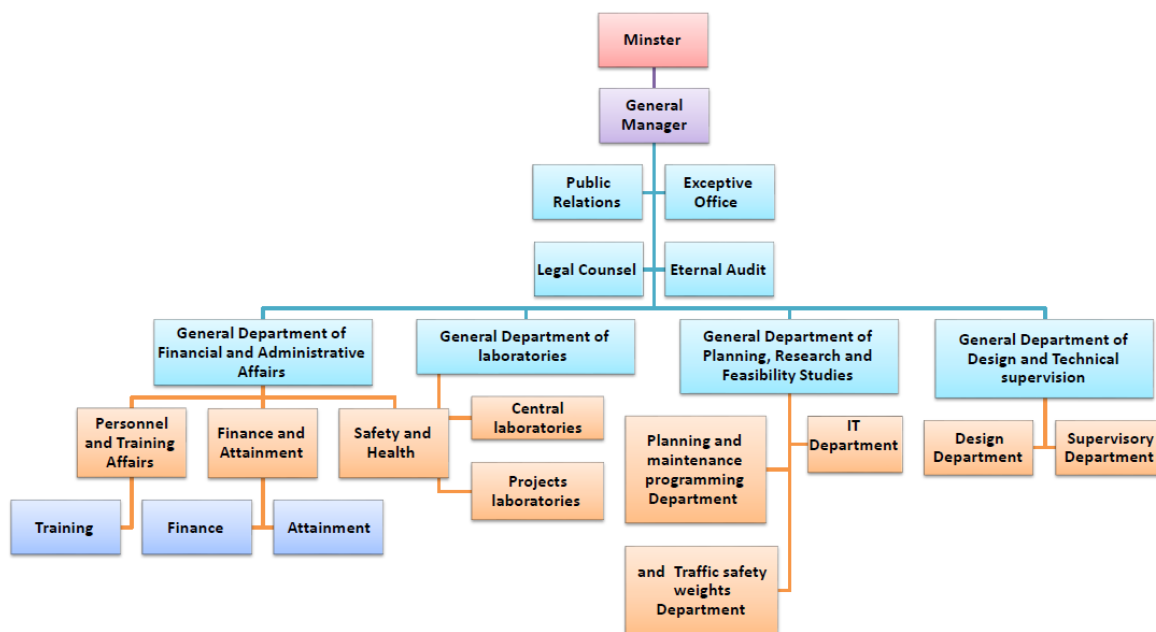 Minster
General
Manager
Public
Relations
Exceptive
Office
Legal Counsel
Eternal Audit
General Department of
Financial and Administrative
Affairs
General Department of
laboratories
General Department of
Planning, Research and
Feasibility Studies
General Department of
Design and Technical
supervision
Personnel
and Training
Affairs
Finance and
Attainment
Safety and
Health
Central
laboratories
Projects
laboratories
Planning and
maintenance
programming
Department
IT
Department
Design
Department
Supervisory
Department
Training
Finance
Attainment
and Traffic safety
weights
Department